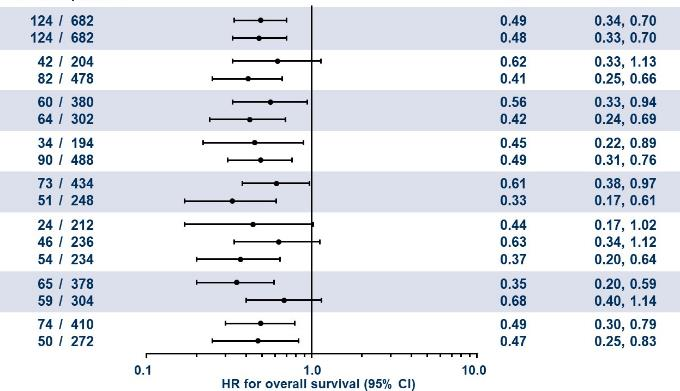 124 / 682 0.49 0.34, 0.70
124 / 682 0.48 0.33, 0.70
42 / 204 0.62 0.33, 1.13
82 / 478 0.41 0.25, 0.66
60 / 380 0.56 0.33, 0.94
64 / 302 0.42 0.24, 0.69
34 / 194 0.45 0.22, 0.89
90 / 488 0.49 0.31, 0.76
73 / 434 0.61 0.38, 0.97
51 / 248 0.33 0.17, 0.61
24 / 212 0.44 0.17, 1.02
46 / 236 0.63 0.34, 1.12
54 / 234 0.37 0.20, 0.64
65 / 378 0.35 0.20, 0.59
59 / 304 0.68 0.40, 1.14
74 / 410 0.49 0.30, 0.79
50 / 272 0.47 0.25, 0.83
0.1 1.0 10.0
HR for overall survival (95% CI)